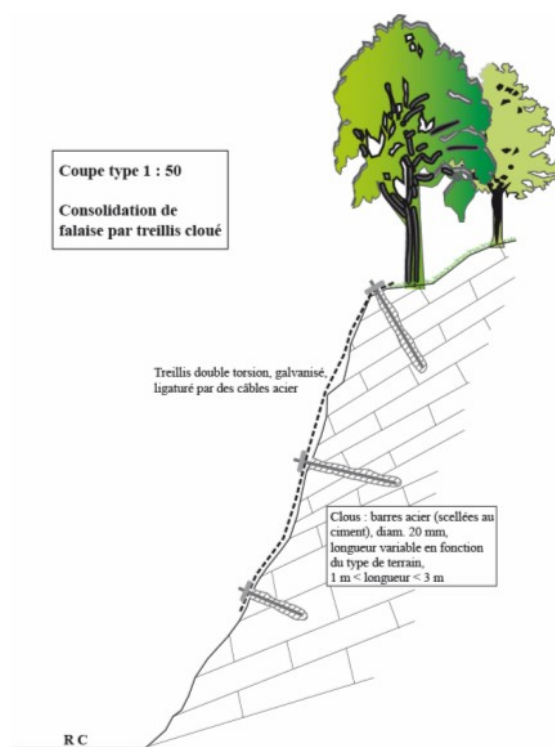 Coupe type 1 : 50
Consolidation de
falaise par treillis cloué
Treillis double torsion, galvanisé,
ligaturé par des câbles acier
Clous : barres acier (scellées au
ciment), diam. 20 mm,
longueur variable en fonction
du type de terrain,
1 m < longueur < 3 m
R C